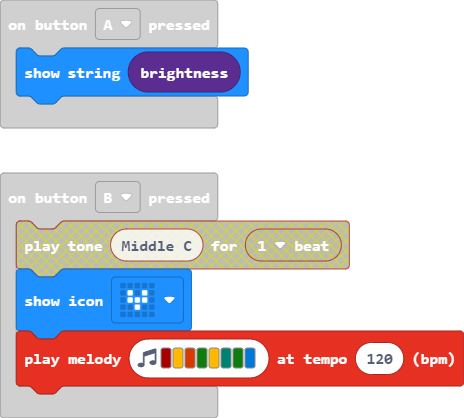 on button A pressed
show string brightness
on button B pressed
play tone Middle C for 1 beat
show icon
play melody at tempo 120 (bpm)